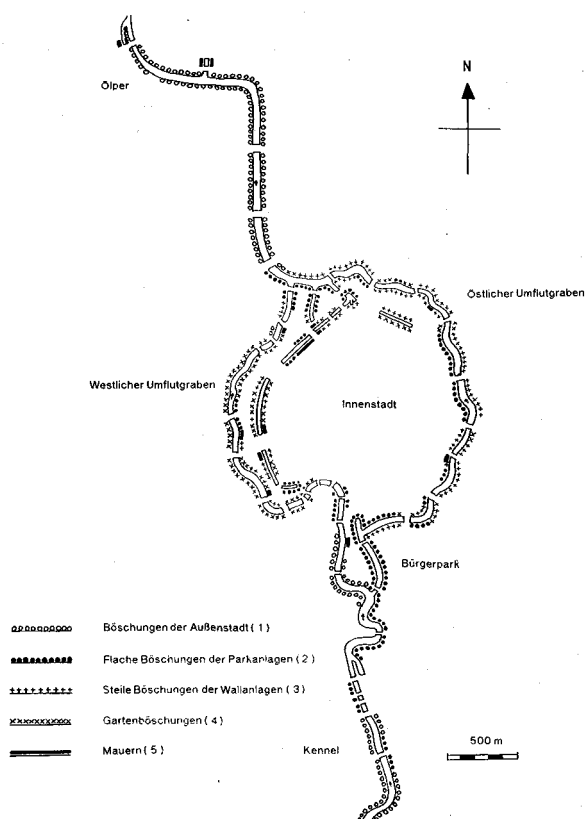 N
Ölper
Östlicher Umflutgraben
Westlicher Umflutgraben
Innenstadt
Bürgerpark
Böschungen der Außenstadt (1)
Flache Böschungen der Parkanlagen (2)
Steile Böschungen der Wallanlagen (3)
Gartenböschungen (4)
Mauern (5)
Kennel
500 m